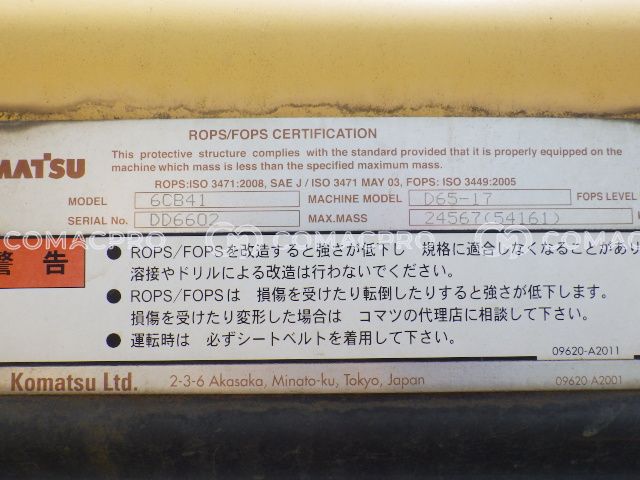 ROPS/FOPS CERTIFICATION
This protective structure complies with the standard provided that it is properly equipped on the
machine which mass is less than the specified maximum mass.
ROPS:ISO 3471:2008, SAE J / ISO 3471 MAY 03, FOPS: ISO 3449:2005
MATSU
MODEL 6CB41 MACHINE MODEL D65-17 FOPS LEVEL
SERIAL No. DD6602 MAX.MASS 24567(54161)
COMACPRO COMACPRO COMACPRO
警告
● ROPS/FOPSを改造すると強さが低下し 規格に適合しなくなることがあり
溶接やドリルによる改造は行わないでください。
● ROPS/FOPSは 損傷を受けたり転倒したりすると強さが低下します。
損傷を受けたり変形した場合は コマツの代理店に相談して下さい。
● 運転時は 必ずシートベルトを着用して下さい。
09620-A2011
Komatsu Ltd. 2-3-6 Akasaka, Minato-ku, Tokyo, Japan 09620-A2001